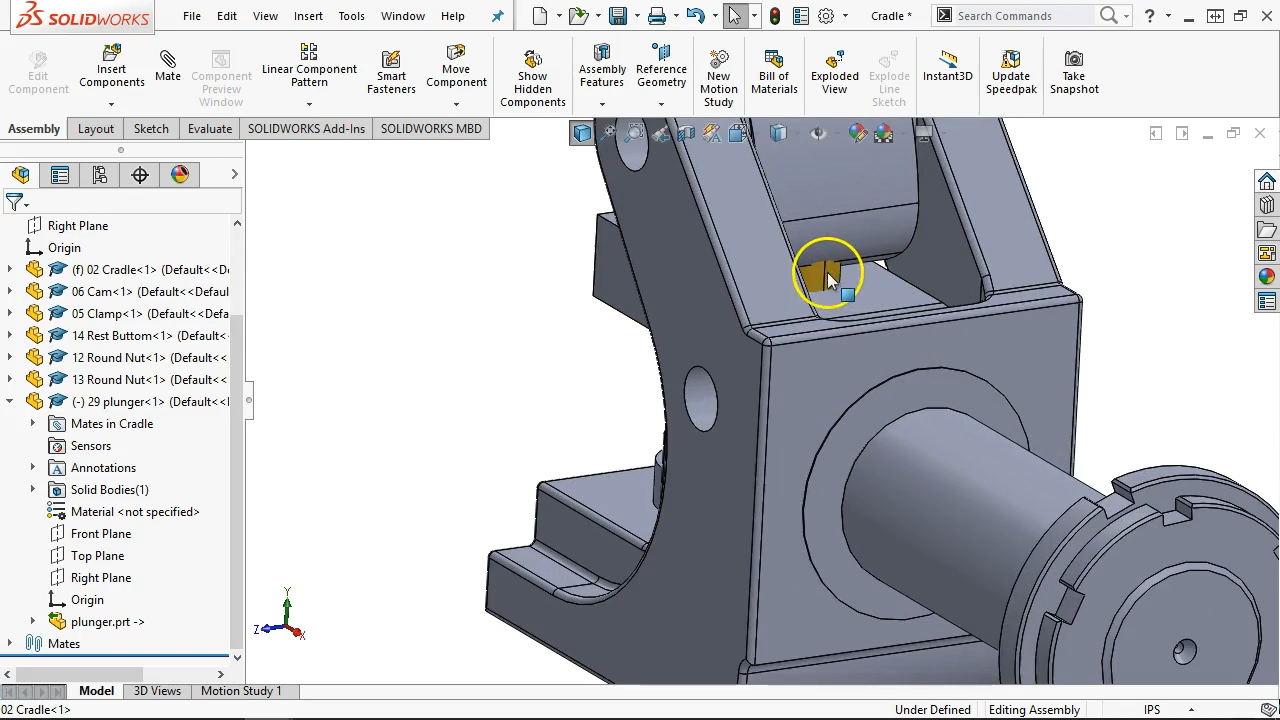 SOLIDWORKS
File Edit View Insert Tools Window Help
Cradle *
Search Commands
Edit Component
Insert Components
Mate
Component Preview Window
Linear Component Pattern
Smart Fasteners
Move Component
Show Hidden Components
Assembly Features
Reference Geometry
New Motion Study
Bill of Materials
Exploded View
Explode Line Sketch
Instant3D
Update Speedpak
Take Snapshot
Assembly Layout Sketch Evaluate SOLIDWORKS Add-Ins SOLIDWORKS MBD
Right Plane
Origin
(f) 02 Cradle<1> (Default<<D
06 Cam<1> (Default<<Defau
05 Clamp<1> (Default<<Defa
14 Rest Buttom<1> (Default<
12 Round Nut<1> (Default<<
13 Round Nut<1> (Default<<
(-) 29 plunger<1> (Default<<
Mates in Cradle
Sensors
Annotations
Solid Bodies(1)
Material <not specified>
Front Plane
Top Plane
Right Plane
Origin
plunger.prt ->
Mates
Y
Z
X
Model 3D Views Motion Study 1
02 Cradle<1>
Under Defined Editing Assembly IPS